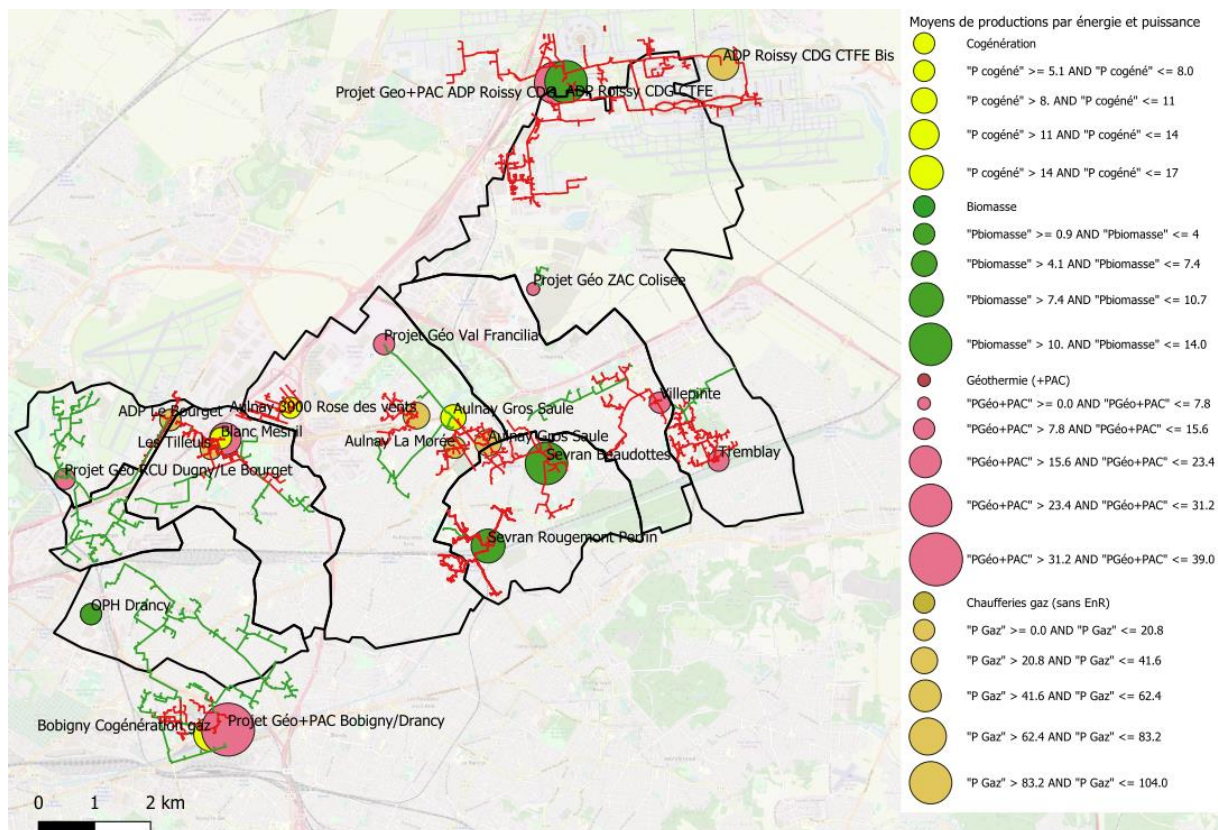 ADP Roissy CDG CTFE Bis
Projet Geo+PAC ADP Roissy CDG
ADP Roissy CDG CTFE
Projet Géo ZAC Colisée
Projet Géo Val Francilia
Villepinte
ADP Le Bourget
Aulnay 3000 Rose des vents
Aulnay Gros Saule
Les Tilleuls
Blanc Mesnil
Aulnay La Morée
Aulnay Gros Saule
Sevran Beaudottes
Tremblay
Projet Géo RCU Dugny/Le Bourget
Sevran Rougemont Perrin
OPH Drancy
Bobigny Cogénération gaz
Projet Géo+PAC Bobigny/Drancy
0 1 2 km
Moyens de productions par énergie et puissance
Cogénération
"P cogéné" >= 5.1 AND "P cogéné" <= 8.0
"P cogéné" > 8. AND "P cogéné" <= 11
"P cogéné" > 11 AND "P cogéné" <= 14
"P cogéné" > 14 AND "P cogéné" <= 17
Biomasse
"Pbiomasse" >= 0.9 AND "Pbiomasse" <= 4
"Pbiomasse" > 4.1 AND "Pbiomasse" <= 7.4
"Pbiomasse" > 7.4 AND "Pbiomasse" <= 10.7
"Pbiomasse" > 10. AND "Pbiomasse" <= 14.0
Géothermie (+PAC)
"PGéo+PAC" >= 0.0 AND "PGéo+PAC" <= 7.8
"PGéo+PAC" > 7.8 AND "PGéo+PAC" <= 15.6
"PGéo+PAC" > 15.6 AND "PGéo+PAC" <= 23.4
"PGéo+PAC" > 23.4 AND "PGéo+PAC" <= 31.2
"PGéo+PAC" > 31.2 AND "PGéo+PAC" <= 39.0
Chaufferies gaz (sans EnR)
"P Gaz" >= 0.0 AND "P Gaz" <= 20.8
"P Gaz" > 20.8 AND "P Gaz" <= 41.6
"P Gaz" > 41.6 AND "P Gaz" <= 62.4
"P Gaz" > 62.4 AND "P Gaz" <= 83.2
"P Gaz" > 83.2 AND "P Gaz" <= 104.0